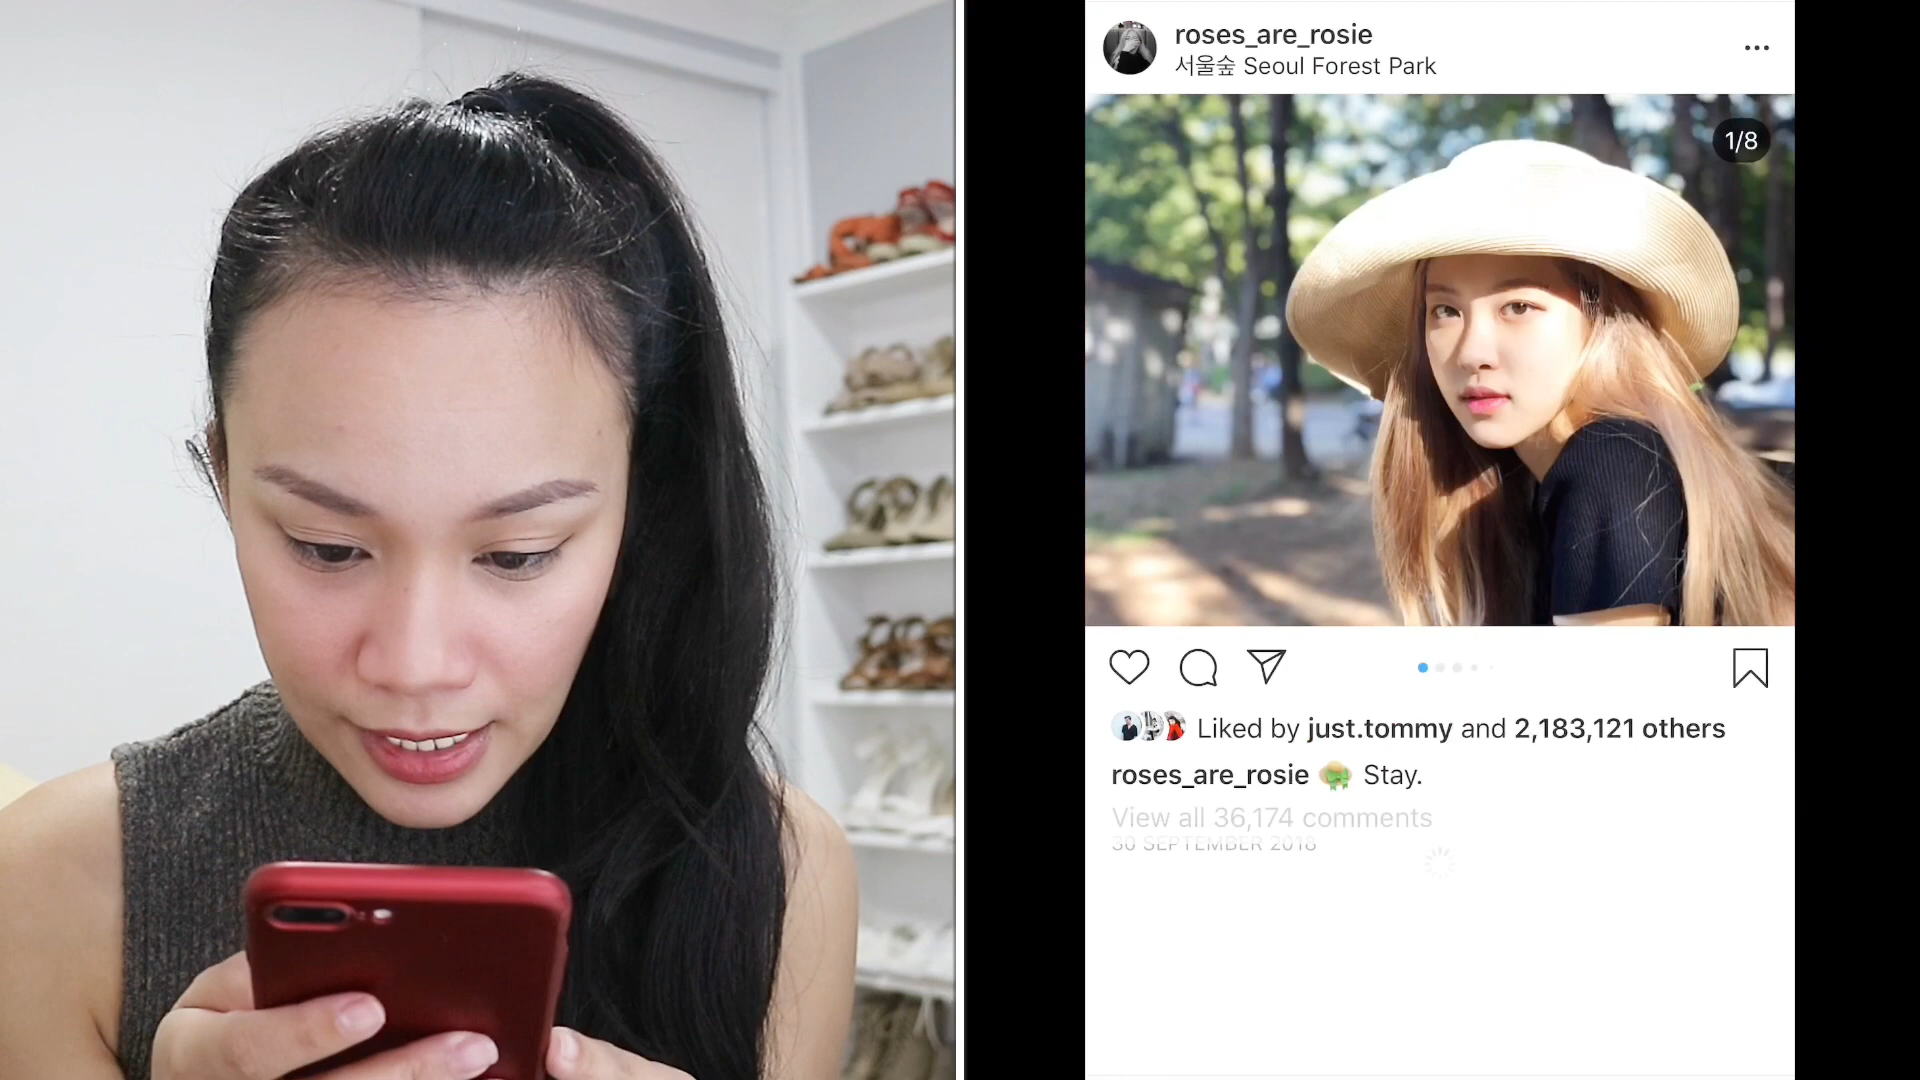 roses_are_rosie
서울숲 Seoul Forest Park
1/8
Liked by just.tommy and 2,183,121 others
roses_are_rosie Stay.
View all 36,174 comments
30 SEPTEMBER 2018